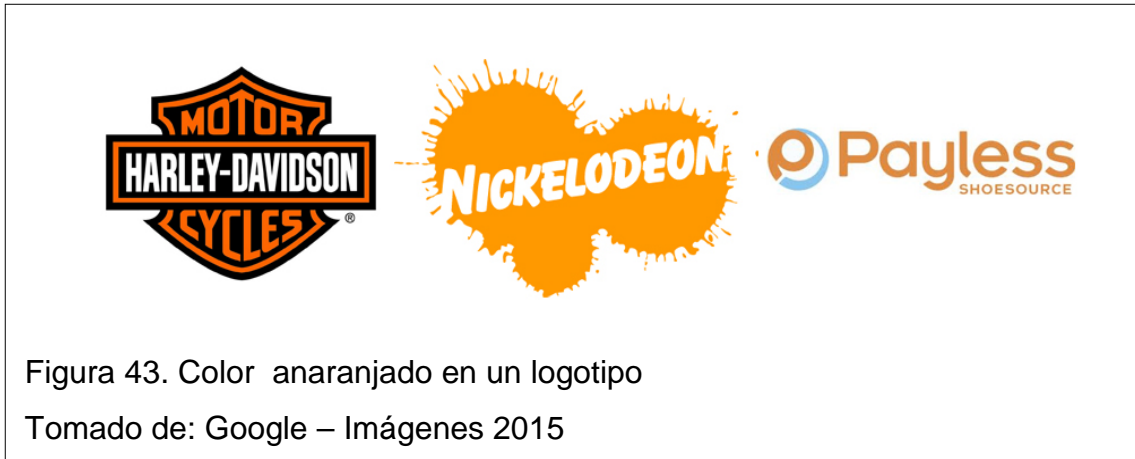 MOTOR
HARLEY-DAVIDSON
CYCLES
®
NICKELODEON
Payless
SHOESOURCE
Figura 43. Color  anaranjado en un logotipo
Tomado de: Google – Imágenes 2015